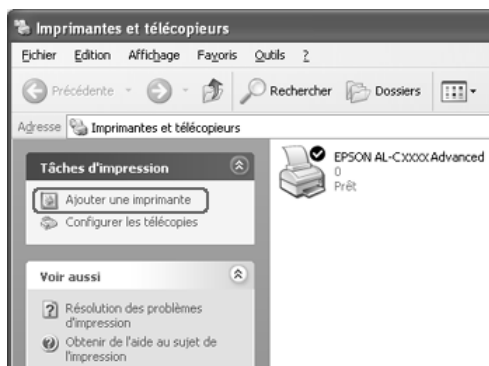 Imprimantes et télécopieurs
Fichier Edition Affichage Favoris Outils ?
Précédente Rechercher Dossiers
Adresse Imprimantes et télécopieurs
Tâches d'impression
Ajouter une imprimante
Configurer les télécopies
Voir aussi
Résolution des problèmes
d'impression
Obtenir de l'aide au sujet de
l'impression
EPSON AL-CXXXX Advanced
0
Prêt